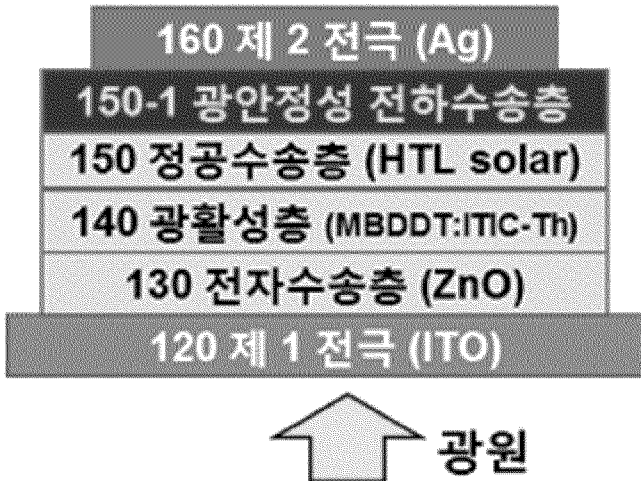 160 제 2 전극 (Ag)
150-1 광안정성 전하수송층
150 정공수송층 (HTL solar)
140 광활성층 (MBDDT:ITIC-Th)
130 전자수송층 (ZnO)
120 제 1 전극 (ITO)
광원